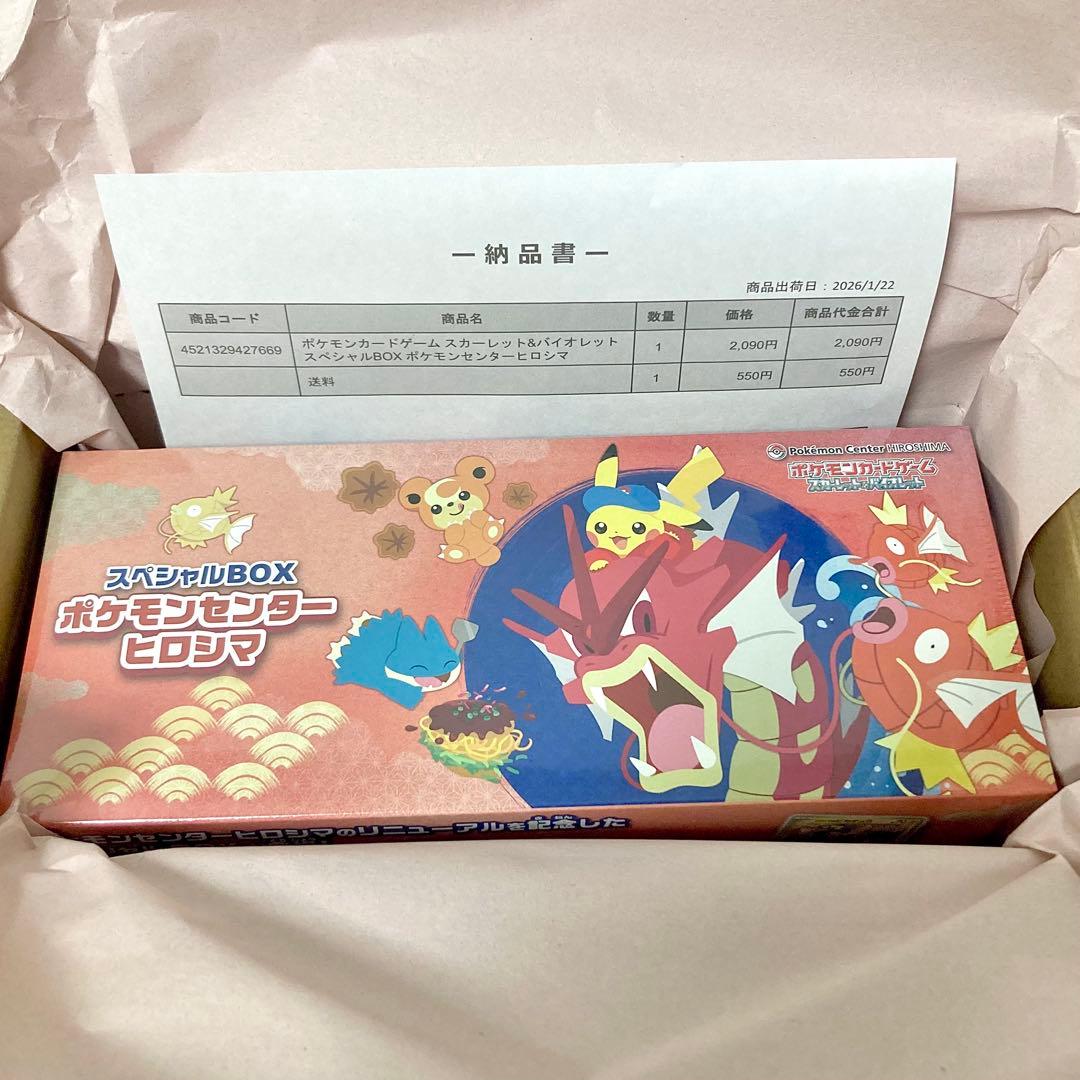 ー納品書ー
商品出荷日：2026/1/22
商品コード 商品名 数量 価格 商品代金合計
4521329427669 ポケモンカードゲーム スカーレット&バイオレット スペシャルBOX ポケモンセンターヒロシマ 1 2,090円 2,090円
送料 1 550円 550円
Pokémon Center HIROSHIMA
ポケモンカードゲーム
スカーレット&バイオレット
スペシャルBOX
ポケモンセンター
ヒロシマ
モンセンターヒロシマのリニューアルを記念した